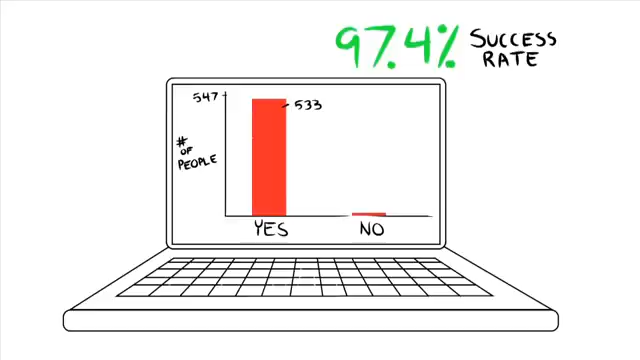 97.4% SUCCESS
RATE
547
533
# OF PEOPLE
YES
NO